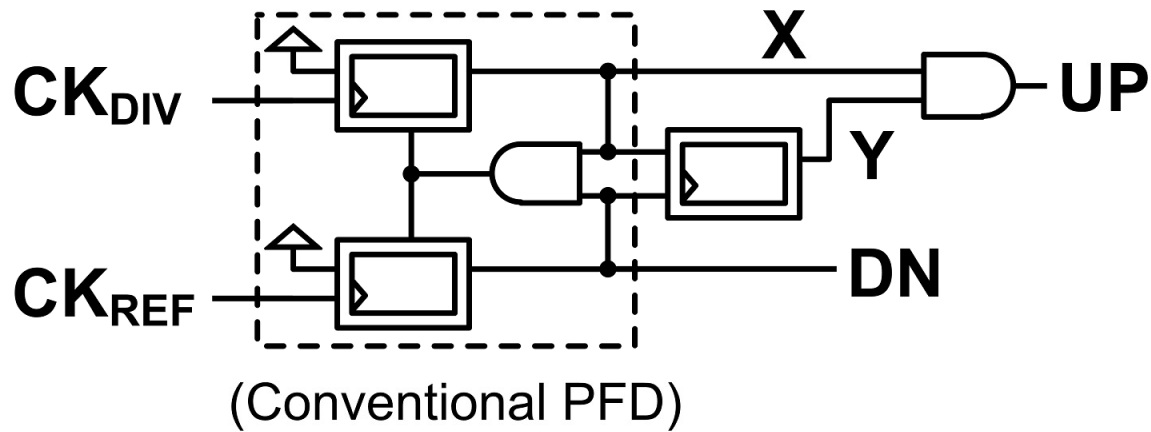 X
CKDIV
UP
Y
DN
CKREF
(Conventional PFD)